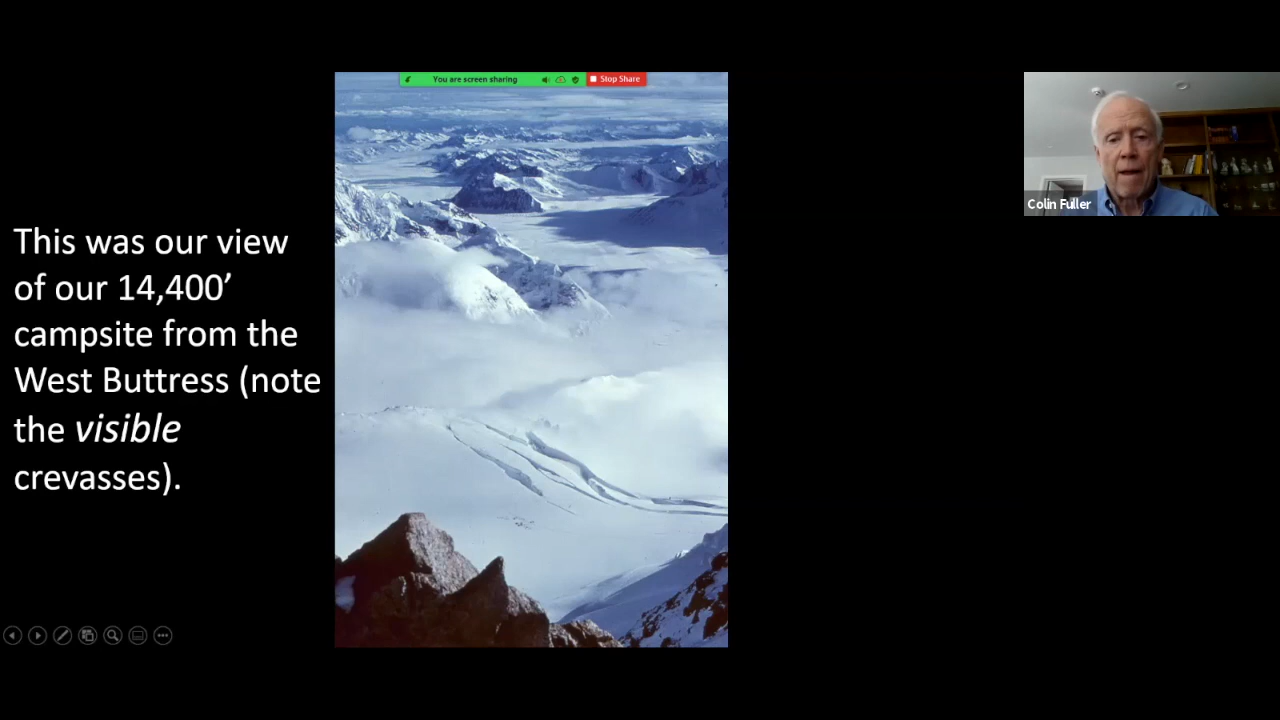 You are screen sharing
Stop Share
This was our view
of our 14,400’
campsite from the
West Buttress (note
the visible
crevasses).
Colin Fuller